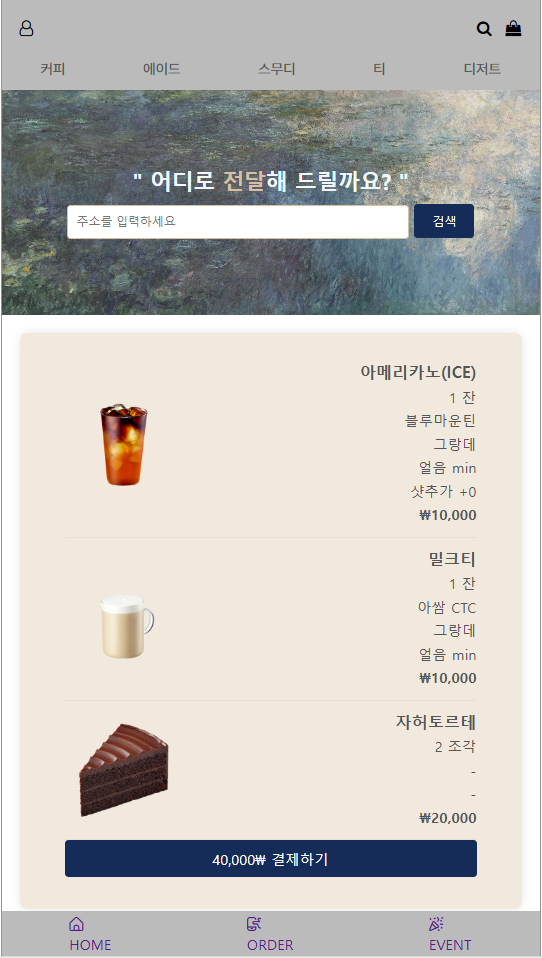 커피 에이드 스무디 티 디저트
" 어디로 전달해 드릴까요? "
주소를 입력하세요 검색
아메리카노(ICE)
1 잔
블루마운틴
그랑데
얼음 min
샷추가 +0
₩10,000
밀크티
1 잔
아쌈 CTC
그랑데
얼음 min
₩10,000
자허토르테
2 조각
-
-
₩20,000
40,000₩ 결제하기
HOME ORDER EVENT